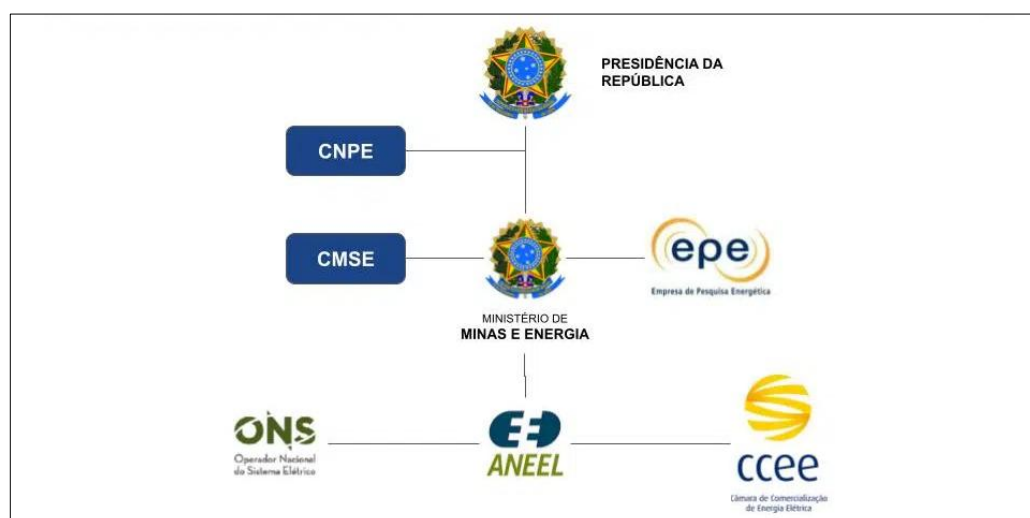 PRESIDÊNCIA DA
REPÚBLICA
CNPE
CMSE
epe
Empresa de Pesquisa Energética
MINISTÉRIO DE
MINAS E ENERGIA
ONS
Operador Nacional
do Sistema Elétrico
ANEEL
ccee
Câmara de Comercialização
de Energia Elétrica